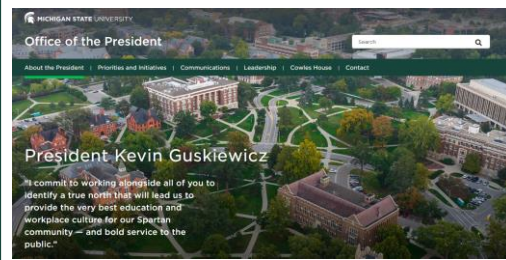 MICHIGAN STATE UNIVERSITY
Office of the President
Search
About the President | Priorities and Initiatives | Communications | Leadership | Cowles House | Contact
President Kevin Guskiewicz
"I commit to working alongside all of you to
identify a true north that will lead us to
provide the very best education and
workplace culture for our Spartan
community — and bold service to the
public."